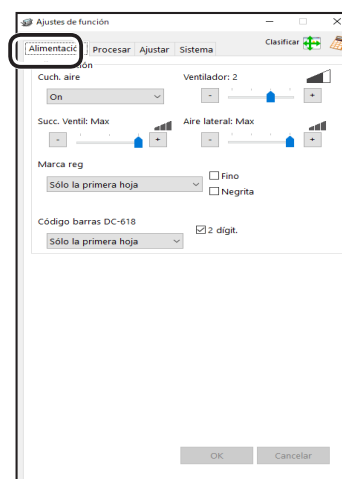 Ajustes de función
Clasificar
Alimentació Procesar Ajustar Sistema
ión
Cuch. aire Ventilador: 2
On - +
Succ. Ventil: Max Aire lateral: Max
- + - +
Marca reg
Sólo la primera hoja Fino
Negrita
Código barras DC-618
Sólo la primera hoja 2 dígit.
OK Cancelar